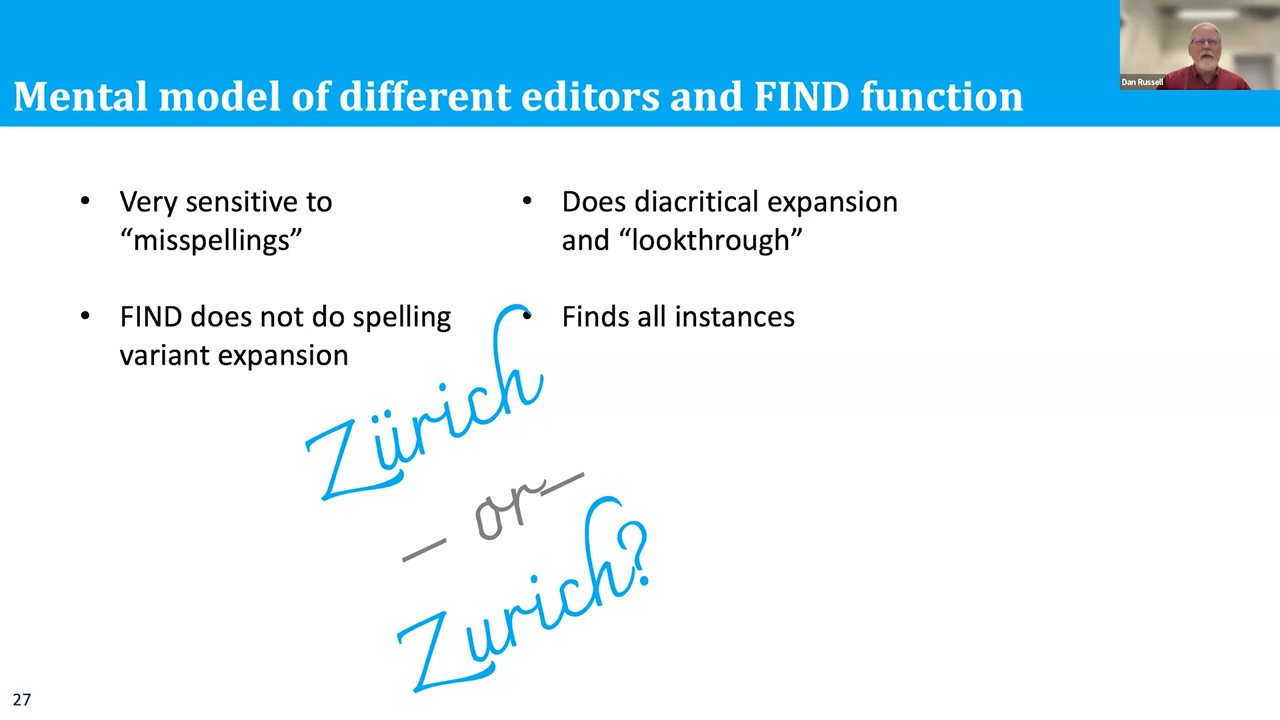 Mental model of different editors and FIND function
Dan Russell
• Very sensitive to
“misspellings”
• FIND does not do spelling
variant expansion
• Does diacritical expansion
and “lookthrough”
• Finds all instances
Zürich
– or –
Zurich?
27